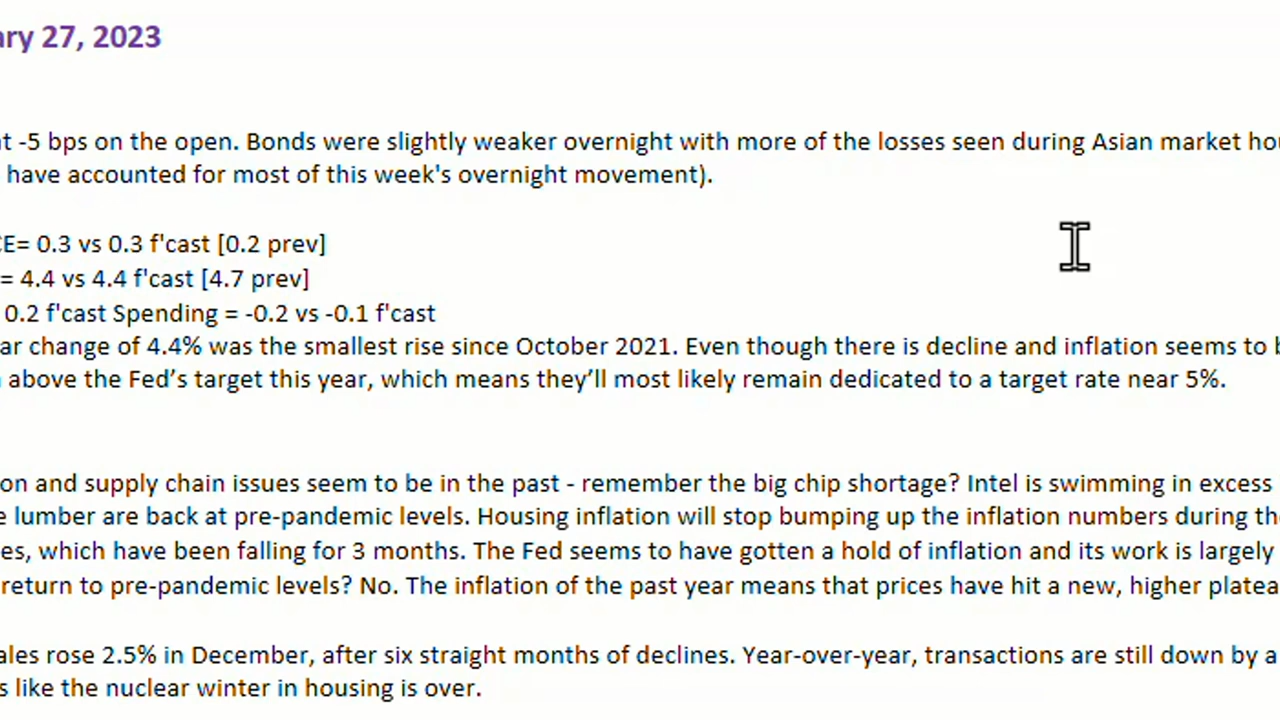 ary 27, 2023
t -5 bps on the open. Bonds were slightly weaker overnight with more of the losses seen during Asian market hou
have accounted for most of this week's overnight movement).
CE= 0.3 vs 0.3 f'cast [0.2 prev]
= 4.4 vs 4.4 f'cast [4.7 prev]
0.2 f'cast Spending = -0.2 vs -0.1 f'cast
ar change of 4.4% was the smallest rise since October 2021. Even though there is decline and inflation seems to b
above the Fed’s target this year, which means they’ll most likely remain dedicated to a target rate near 5%.
on and supply chain issues seem to be in the past - remember the big chip shortage? Intel is swimming in excess
e lumber are back at pre-pandemic levels. Housing inflation will stop bumping up the inflation numbers during th
es, which have been falling for 3 months. The Fed seems to have gotten a hold of inflation and its work is largely
return to pre-pandemic levels? No. The inflation of the past year means that prices have hit a new, higher platea
ales rose 2.5% in December, after six straight months of declines. Year-over-year, transactions are still down by a
s like the nuclear winter in housing is over.